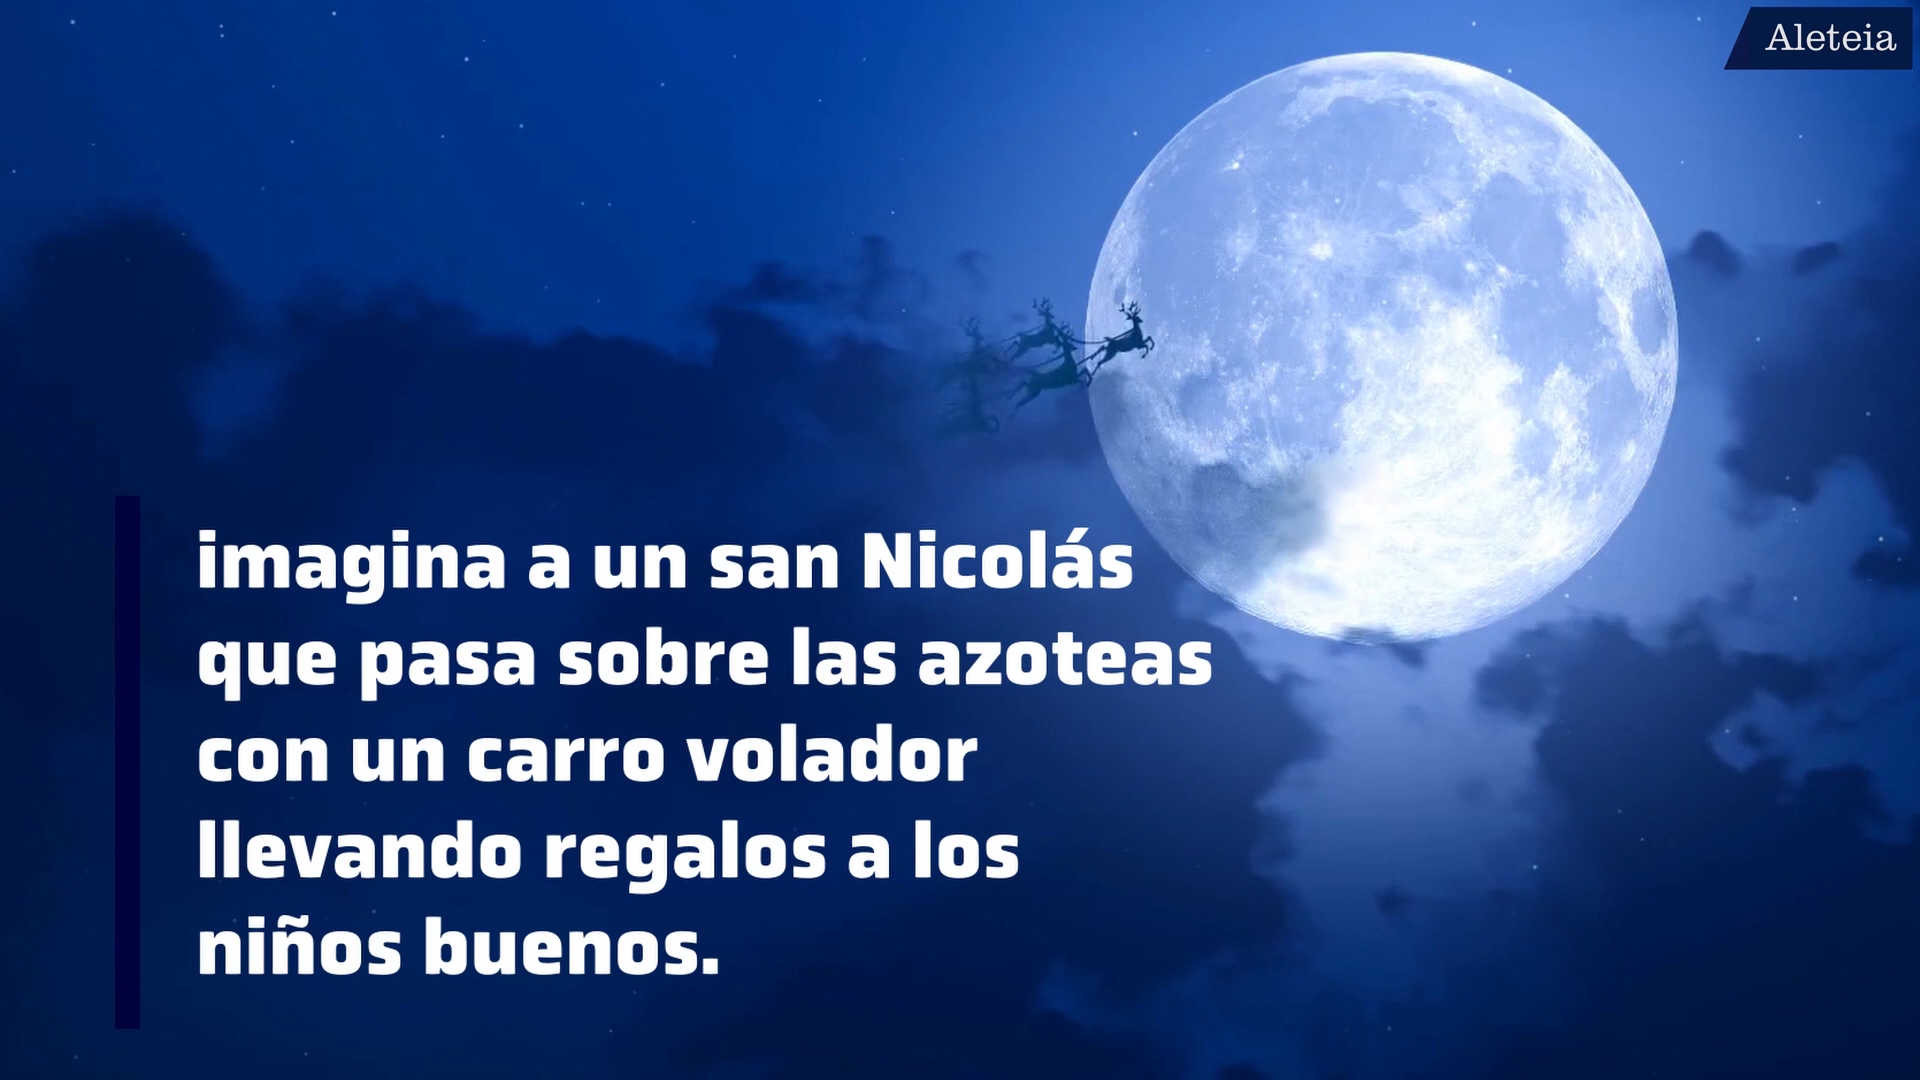 Aleteia
imagina a un san Nicolás
que pasa sobre las azoteas
con un carro volador
llevando regalos a los
niños buenos.